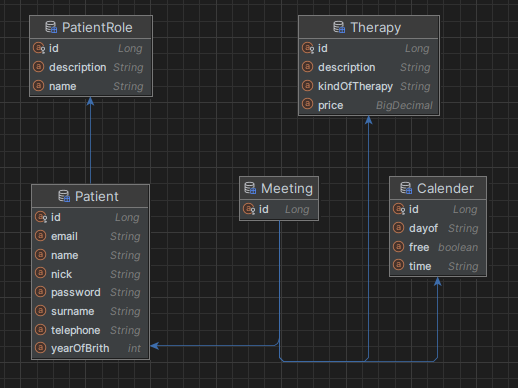 PatientRole
id Long
description String
name String
Therapy
id Long
description String
kindOfTherapy String
price BigDecimal
Patient
id Long
email String
name String
nick String
password String
surname String
telephone String
yearOfBrith int
Meeting
id Long
Calender
id Long
dayof String
free boolean
time String